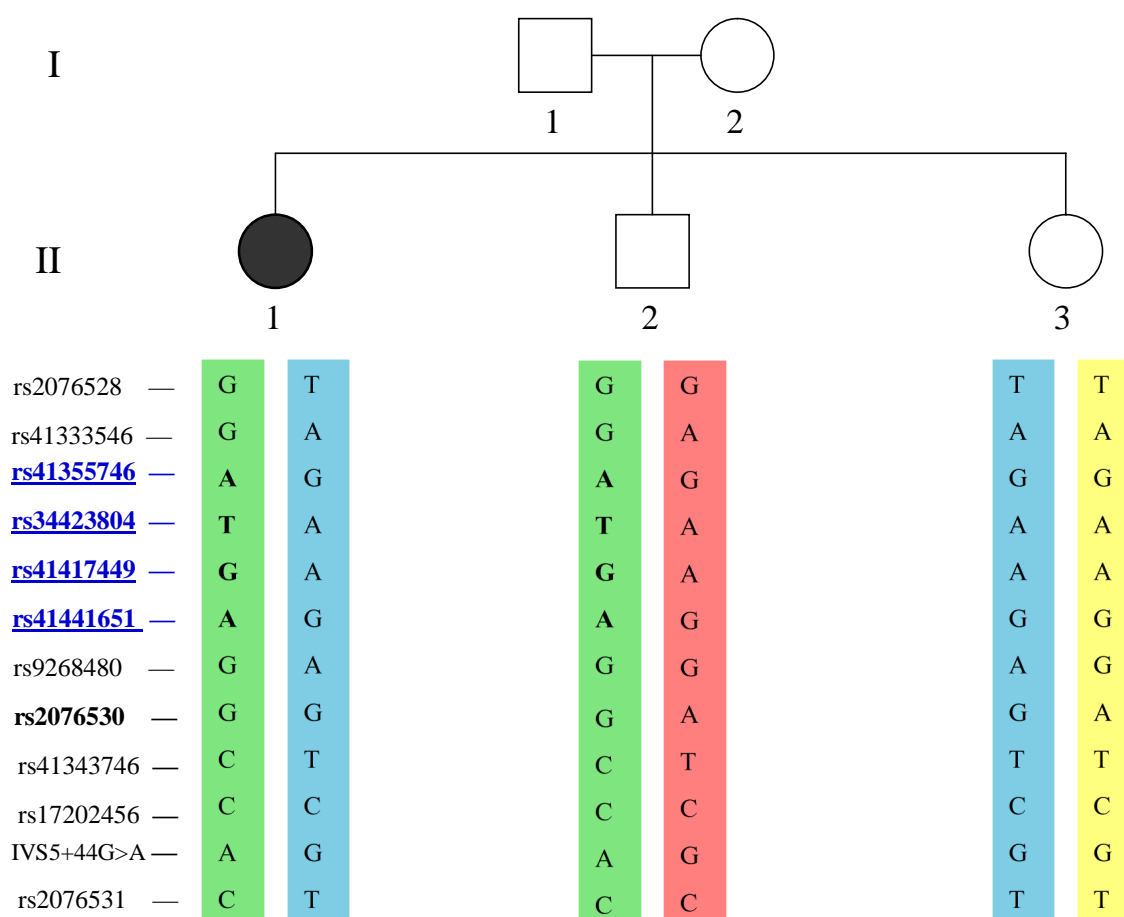 I
1 2
II
1 2 3
rs2076528 — G T G G T T
rs41333546 — G A G A A A
rs41355746 — A G A G G G
rs34423804 — T A T A A A
rs41417449 — G A G A A A
rs41441651 — A G A G G G
rs9268480 — G A G G A G
rs2076530 — G G G A G A
rs41343746 — C T C T T T
rs17202456 — C C C C C C
IVS5+44G>A — A G A G G G
rs2076531 — C T C C T T